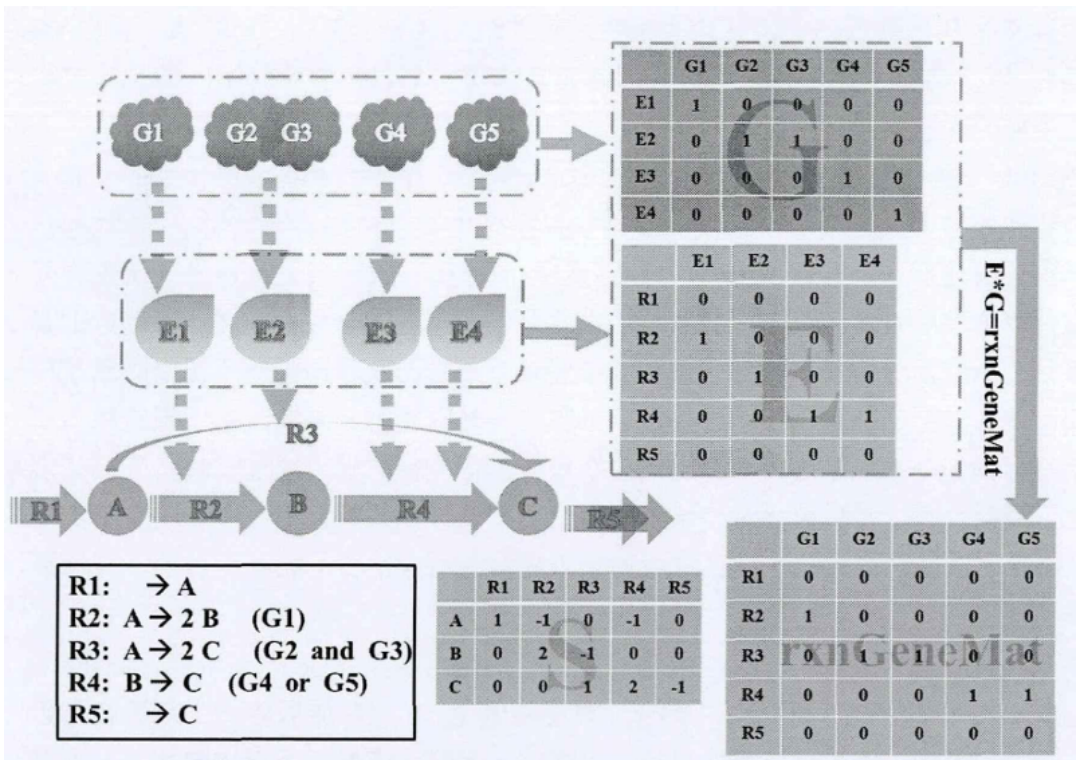 G1 G2 G3 G4 G5
E1 E2 E3 E4
R3
R1 A R2 B R4 C R5
R1: → A
R2: A → 2 B (G1)
R3: A → 2 C (G2 and G3)
R4: B → C (G4 or G5)
R5: → C
G1 G2 G3 G4 G5
E1 1 0 0 0 0
E2 0 1 1 0 0
E3 0 0 0 1 0
E4 0 0 0 0 1
G
E1 E2 E3 E4
R1 0 0 0 0
R2 1 0 0 0
R3 0 1 0 0
R4 0 0 1 1
R5 0 0 0 0
E
E*G=rxnGeneMat
R1 R2 R3 R4 R5
A 1 -1 0 -1 0
B 0 2 -1 0 0
C 0 0 1 2 -1
S
G1 G2 G3 G4 G5
R1 0 0 0 0 0
R2 1 0 0 0 0
R3 0 1 1 0 0
R4 0 0 0 1 1
R5 0 0 0 0 0
rxnGeneMat